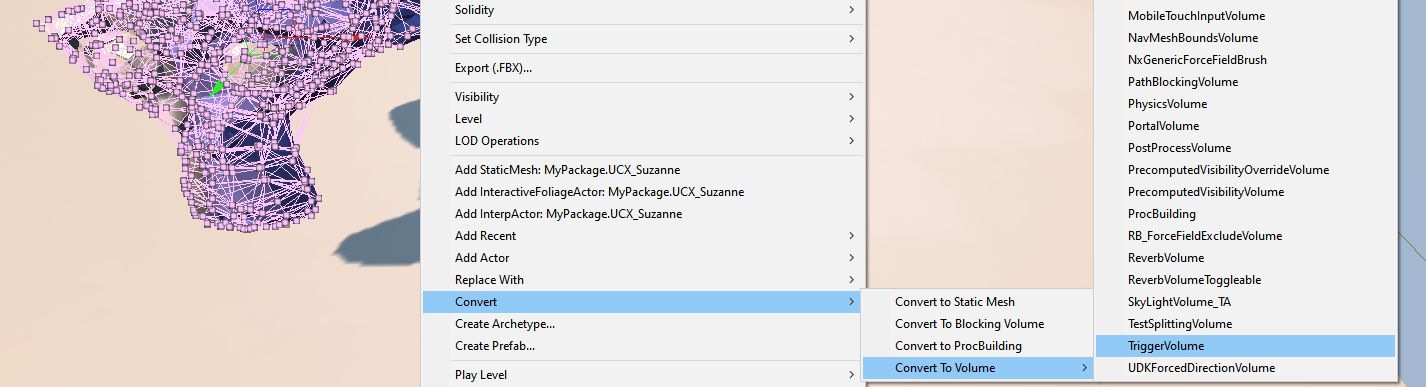 Solidity
Set Collision Type
Export (.FBX)...
Visibility
Level
LOD Operations
Add StaticMesh: MyPackage.UCX_Suzanne
Add InteractiveFoliageActor: MyPackage.UCX_Suzanne
Add InterpActor: MyPackage.UCX_Suzanne
Add Recent
Add Actor
Replace With
Convert
Create Archetype...
Create Prefab...
Play Level
Convert to Static Mesh
Convert To Blocking Volume
Convert to ProcBuilding
Convert To Volume
MobileTouchInputVolume
NavMeshBoundsVolume
NxGenericForceFieldBrush
PathBlockingVolume
PhysicsVolume
PortalVolume
PostProcessVolume
PrecomputedVisibilityOverrideVolume
PrecomputedVisibilityVolume
ProcBuilding
RB_ForceFieldExcludeVolume
ReverbVolume
ReverbVolumeToggleable
SkyLightVolume_TA
TestSplittingVolume
TriggerVolume
UDKForcedDirectionVolume